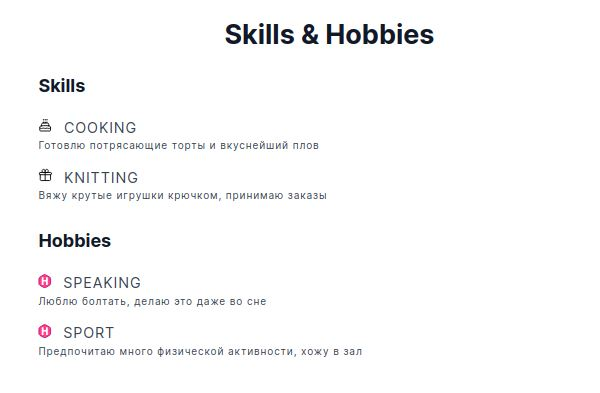 Skills & Hobbies
Skills
COOKING
Готовлю потрясающие торты и вкуснейший плов
KNITTING
Вяжу крутые игрушки крючком, принимаю заказы
Hobbies
H SPEAKING
Люблю болтать, делаю это даже во сне
H SPORT
Предпочитаю много физической активности, хожу в зал